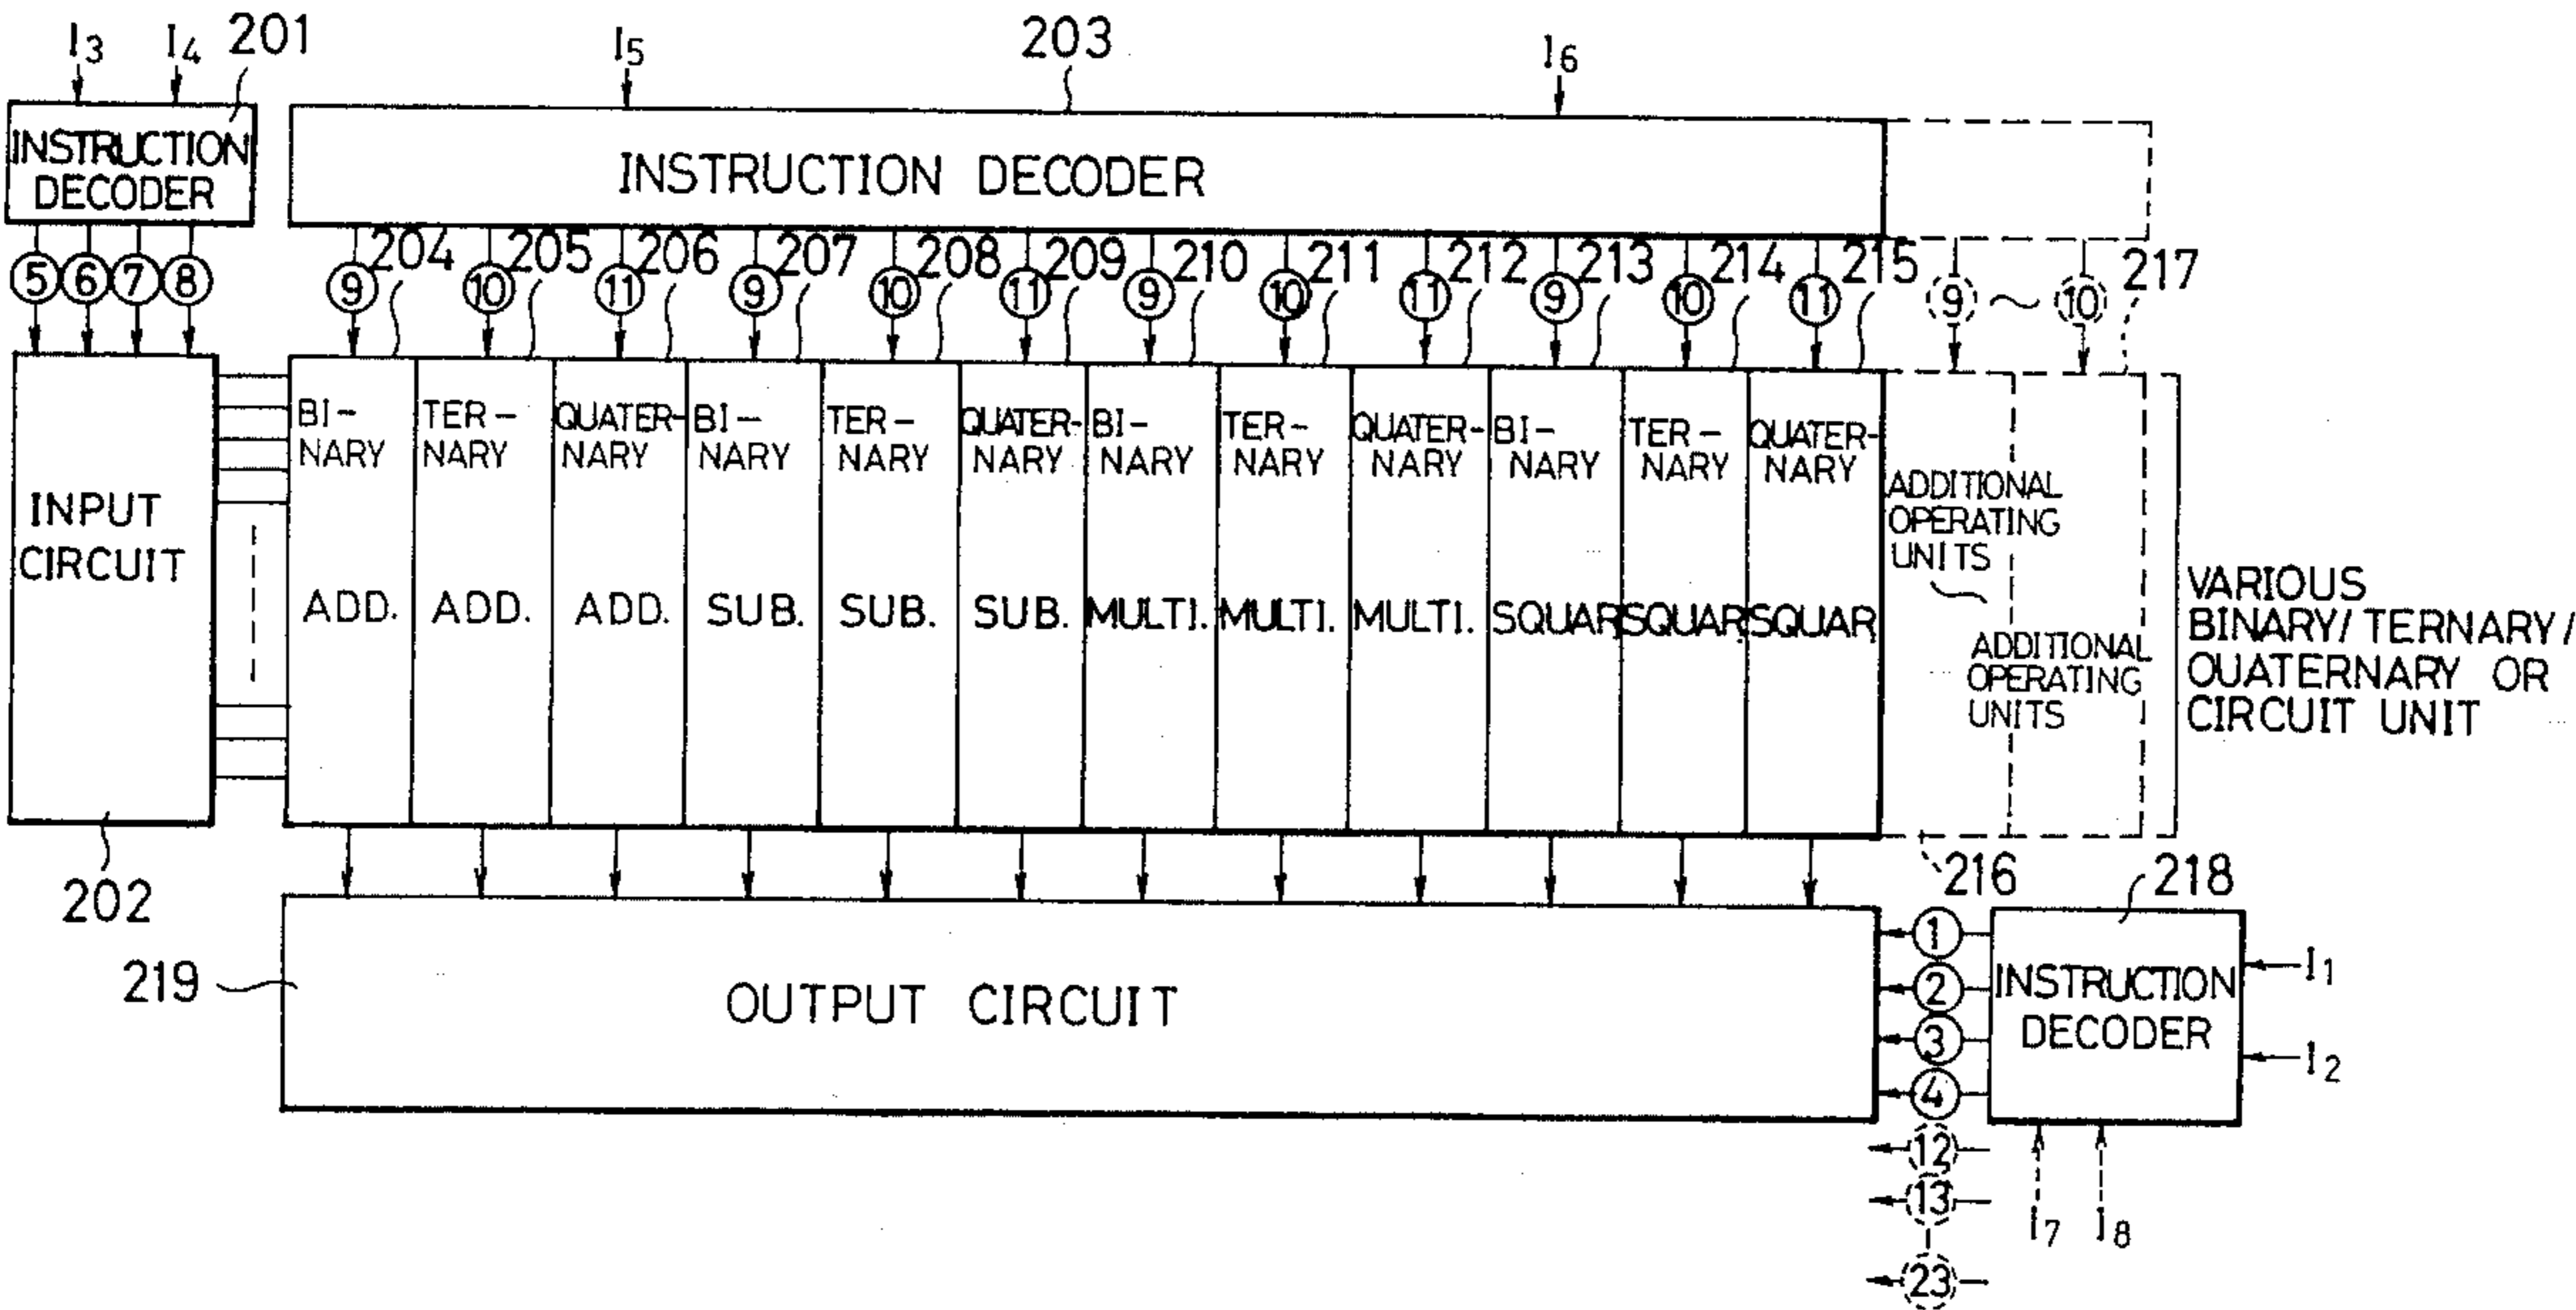 I3 I4 201 I5 203 I6
INSTRUCTION
DECODER
INSTRUCTION DECODER
5 6 7 8
9 204 10 205 11 206 9 207 10 208 11 209 9 210 10 211 11 212 9 213 10 214 11 215 9 ~ 10 217
INPUT
CIRCUIT
BI-
NARY
ADD.
TER-
NARY
ADD.
QUATER-
NARY
ADD.
BI-
NARY
SUB.
TER-
NARY
SUB.
QUATER-
NARY
SUB.
BI-
NARY
MULTI.
TER-
NARY
MULTI.
QUATER-
NARY
MULTI.
BI-
NARY
SQUAR
TER-
NARY
SQUAR
QUATER-
NARY
SQUAR
ADDITIONAL
OPERATING
UNITS
ADDITIONAL
OPERATING
UNITS
VARIOUS
BINARY/TERNARY/
OUATERNARY OR
CIRCUIT UNIT
202
216
218
219
OUTPUT CIRCUIT
1
2
3
4
INSTRUCTION
DECODER
I1
I2
12
13
23
I7 I8